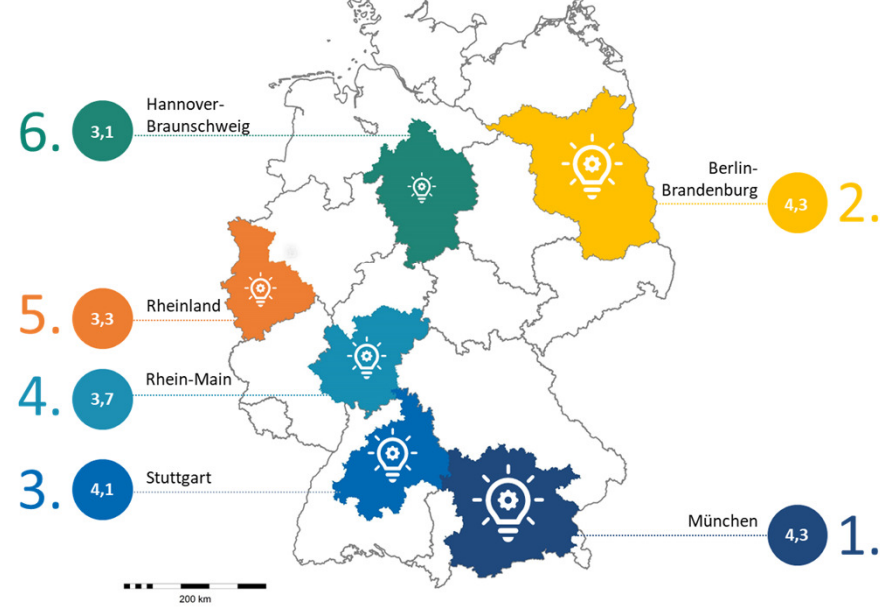 6.
3,1
Hannover-
Braunschweig
Berlin-
Brandenburg
4,3
2.
5.
3,3
Rheinland
4.
3,7
Rhein-Main
3.
4,1
Stuttgart
München
4,3
1.
200 km